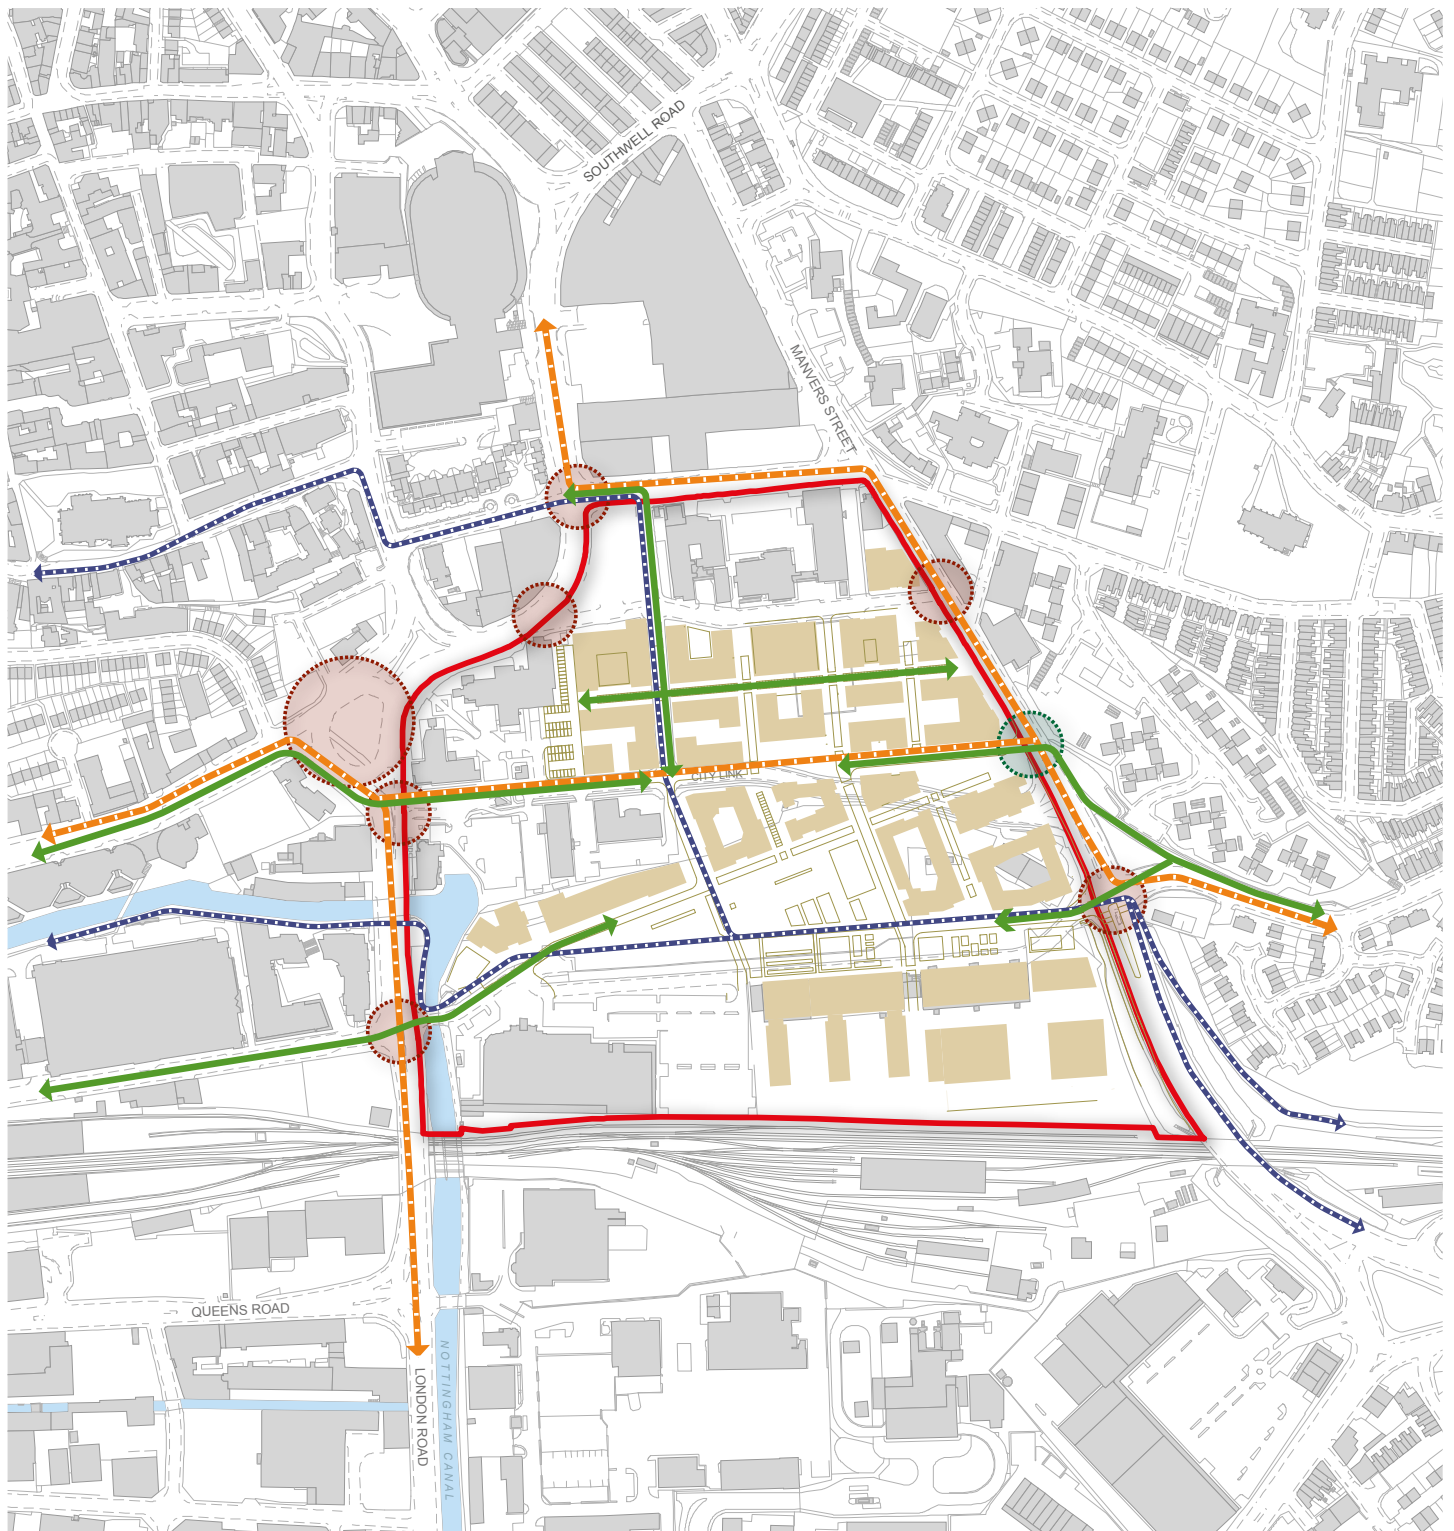 SOUTHWELL ROAD
MANVERS STREET
CITY LINK
QUEENS ROAD
LONDON ROAD
NOTTINGHAM CANAL